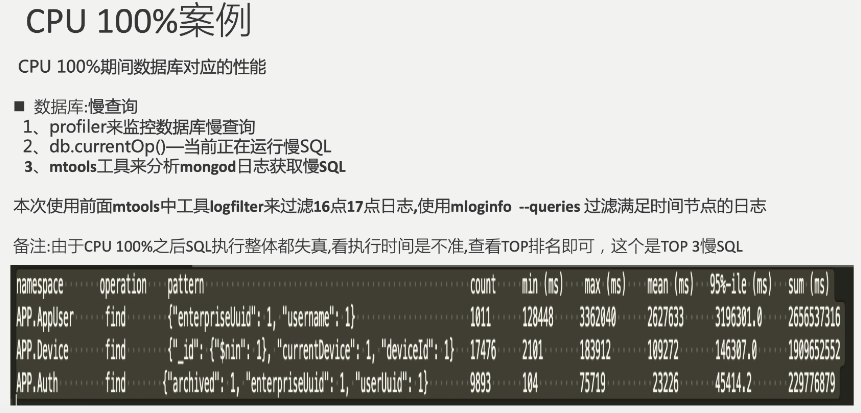 CPU 100%案例
CPU 100%期间数据库对应的性能
■ 数据库:慢查询
1、profiler来监控数据库慢查询
2、db.currentOp()—当前正在运行慢SQL
3、mtools工具来分析mongod日志获取慢SQL
本次使用前面mtools中工具logfilter来过滤16点17点日志,使用mloginfo --queries 过滤满足时间节点的日志
备注:由于CPU 100%之后SQL执行整体都失真,看执行时间是不准,查看TOP排名即可，这个是TOP 3慢SQL
namespace operation pattern count min (ms) max (ms) mean (ms) 95%-ile (ms) sum (ms)
APP.AppUser find {"enterpriseUuid": 1, "username": 1} 1011 128448 3362040 2627633 3196301.0 2656537316
APP.Device find {"_id": {"$nin": 1}, "currentDevice": 1, "deviceId": 1} 17476 2101 183912 109272 146307.0 1909652552
APP.Auth find {"archived": 1, "enterpriseUuid": 1, "userUuid": 1} 9893 104 75719 23226 45414.2 229776879